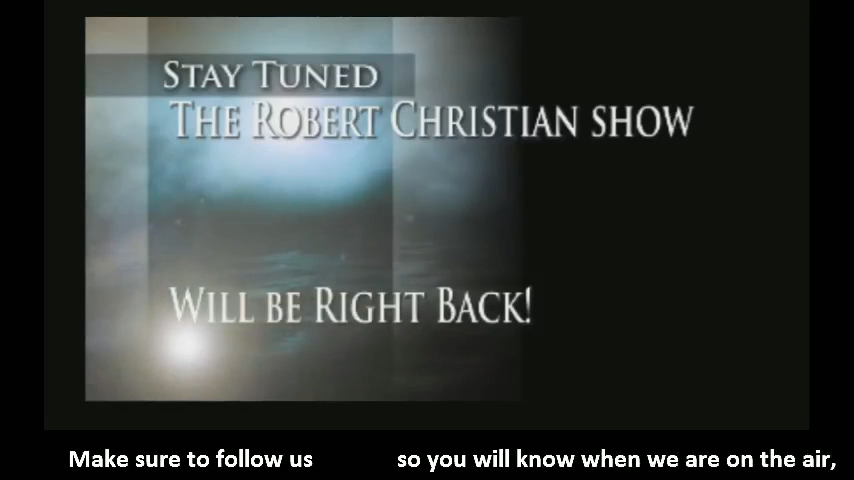 STAY TUNED
THE ROBERT CHRISTIAN SHOW
WILL BE RIGHT BACK!
Make sure to follow us so you will know when we are on the air,